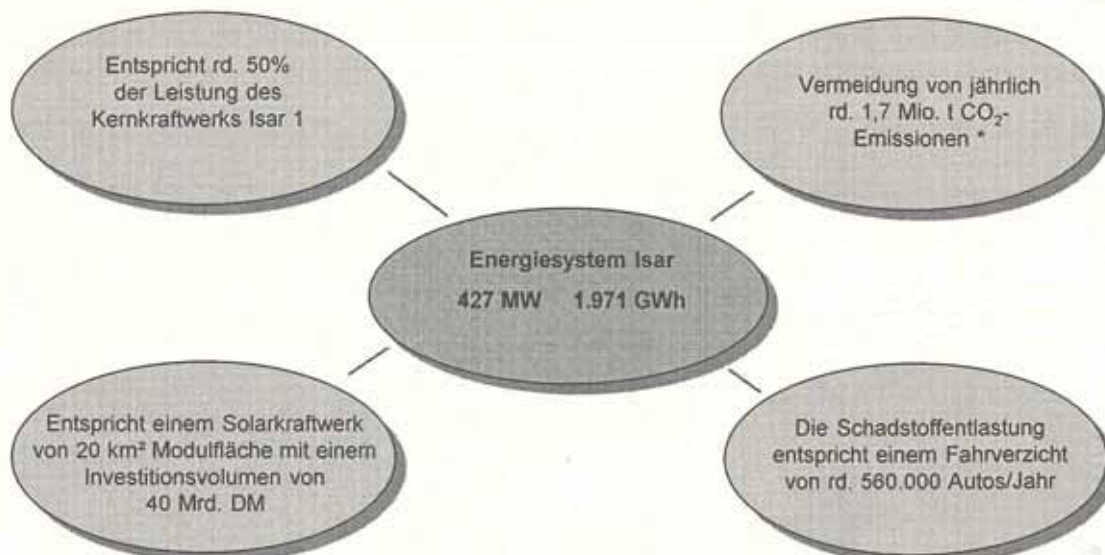 Entspricht rd. 50%
der Leistung des
Kernkraftwerks Isar 1
Vermeidung von jährlich
rd. 1,7 Mio. t CO₂-
Emissionen *
Energiesystem Isar
427 MW 1.971 GWh
Entspricht einem Solarkraftwerk
von 20 km² Modulfläche mit einem
Investitionsvolumen von
40 Mrd. DM
Die Schadstoffentlastung
entspricht einem Fahrverzicht
von rd. 560.000 Autos/Jahr